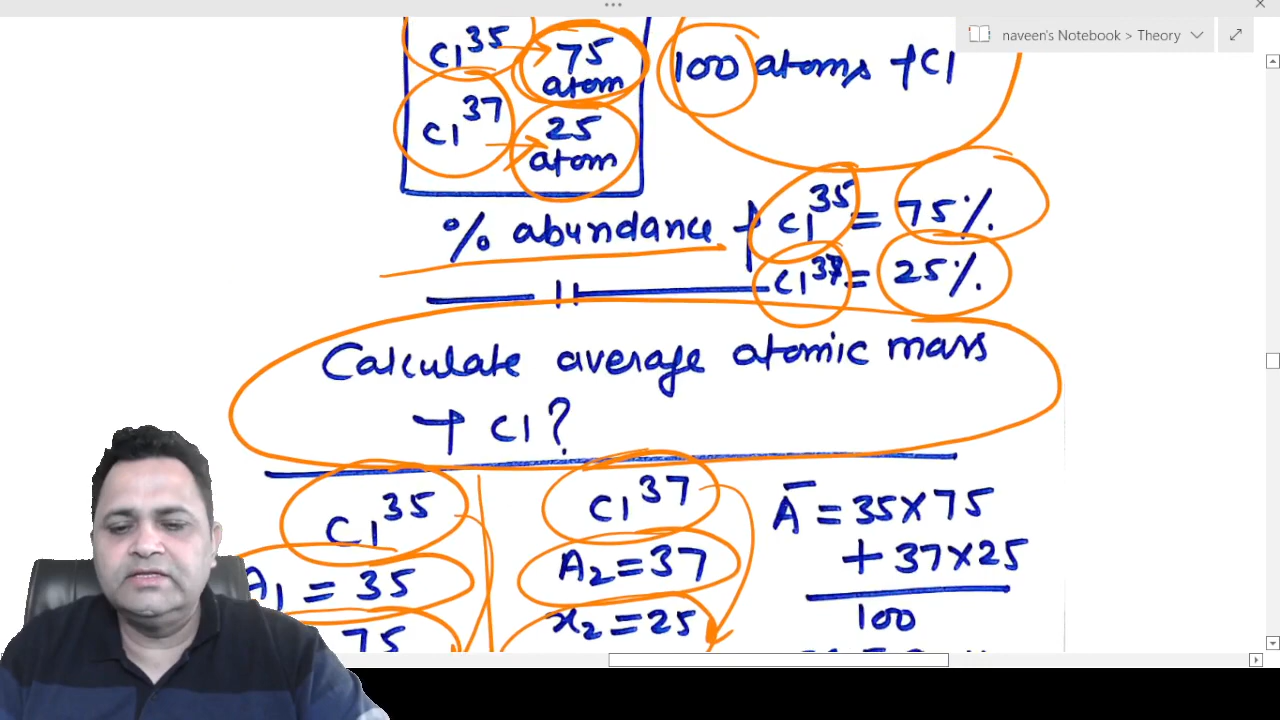 naveen's Notebook > Theory
Cl³⁵ → 75 atom
100 atoms of Cl
Cl³⁷ → 25 atom
% abundance of Cl³⁵ = 75%.
Cl³⁷ = 25%.
Calculate average atomic mass
of Cl?
Cl³⁵
Cl³⁷
A̅ = 35×75
+ 37×25
100
A₁ = 35
A₂ = 37
75
x₂ = 25